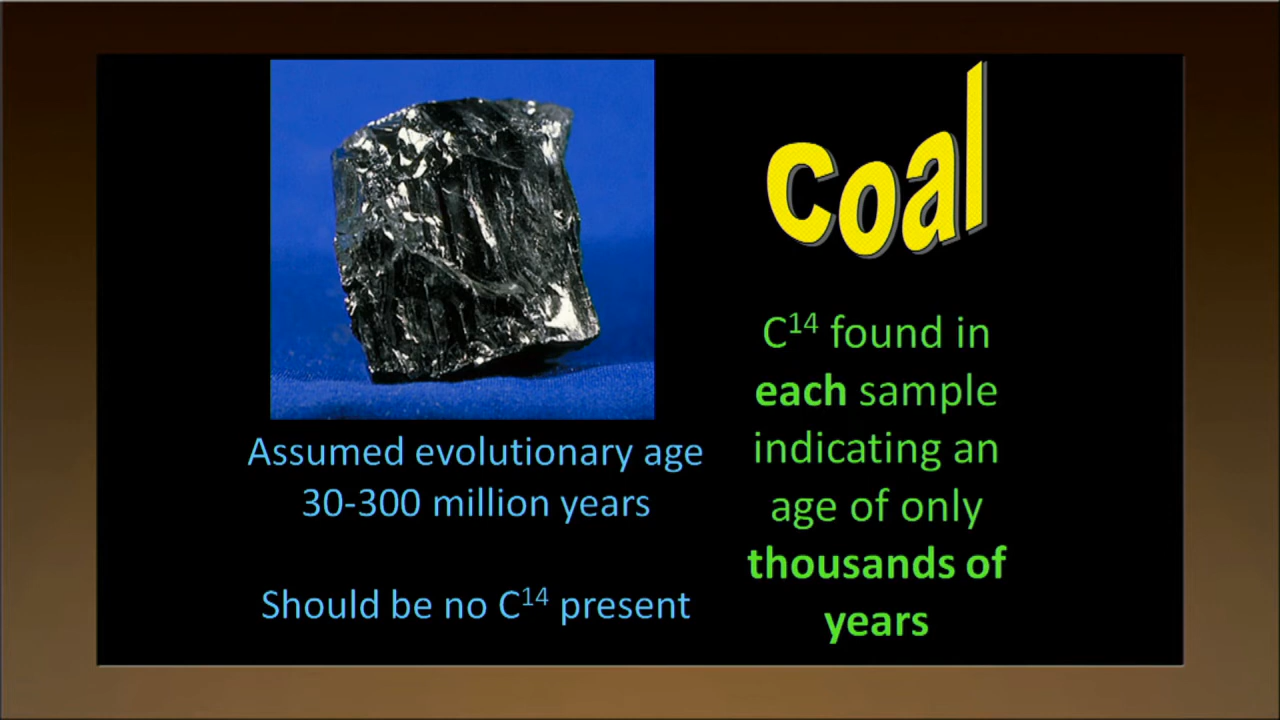 Coal
Assumed evolutionary age
30-300 million years
Should be no C¹⁴ present
C¹⁴ found in
each sample
indicating an
age of only
thousands of
years